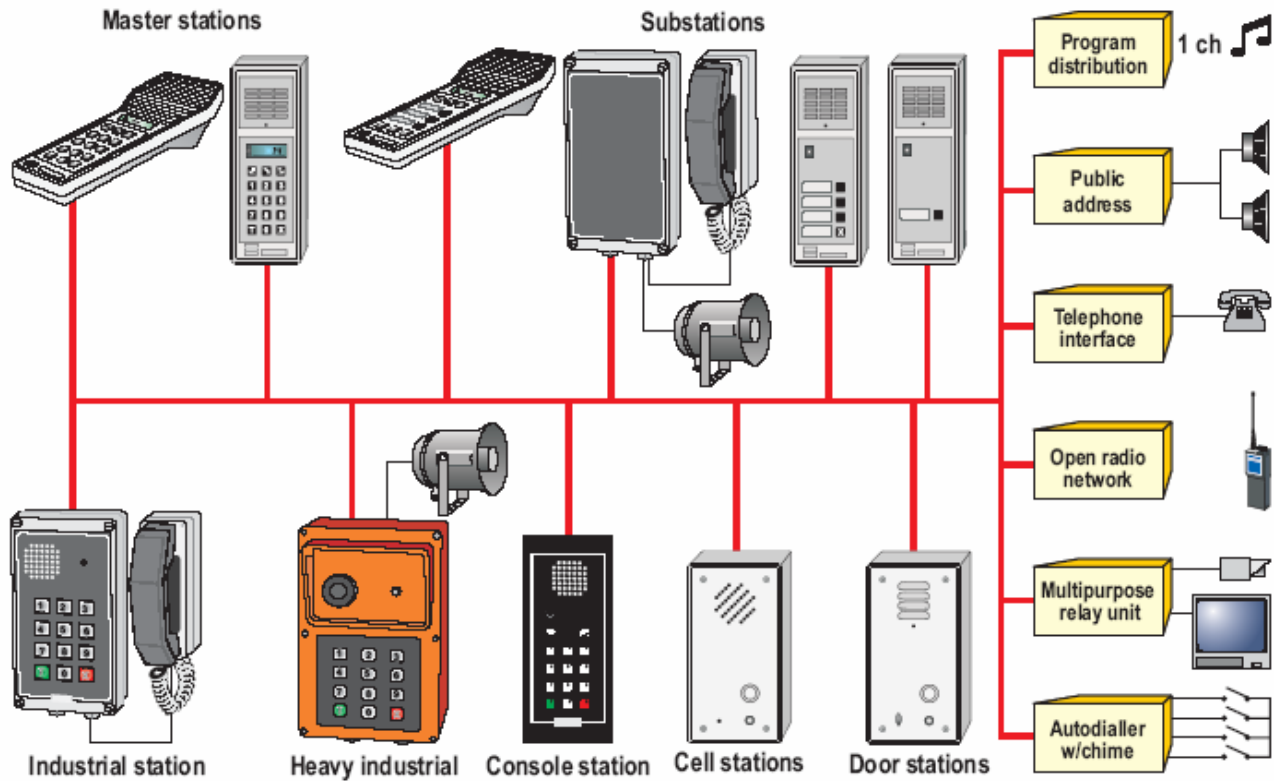 Master stations
Substations
Program
distribution
1 ch
Public
address
Telephone
interface
Open radio
network
Multipurpose
relay unit
Autodialler
w/chime
Industrial station
Heavy industrial
Console station
Cell stations
Door stations